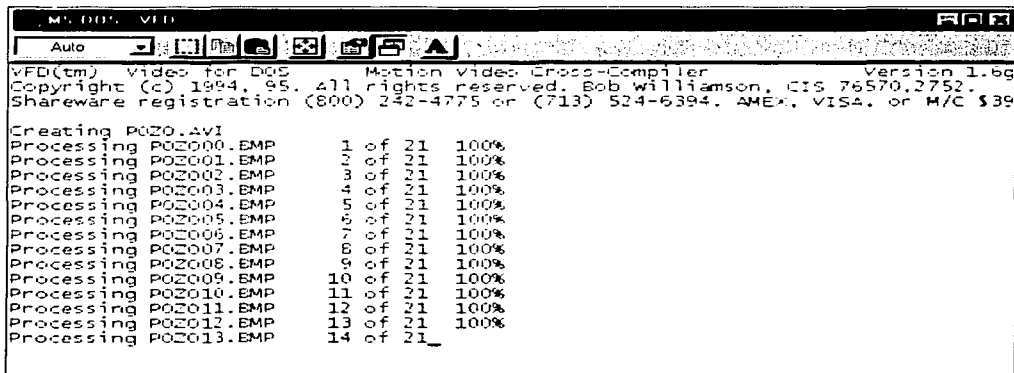 MS-DOS - VFD
Auto
VFD(tm) Video for DOS Motion Video Cross-Compiler Version 1.6g
Copyright (c) 1994, 95. All rights reserved. Bob Williamson, CIS 76570,2752.
Shareware registration (800) 242-4775 or (713) 524-6394. AMEX, VISA, or M/C $39
Creating POZO.AVI
Processing POZO00.BMP 1 of 21 100%
Processing POZO01.BMP 2 of 21 100%
Processing POZO02.BMP 3 of 21 100%
Processing POZO03.BMP 4 of 21 100%
Processing POZO04.BMP 5 of 21 100%
Processing POZO05.BMP 6 of 21 100%
Processing POZO06.BMP 7 of 21 100%
Processing POZO07.BMP 8 of 21 100%
Processing POZO08.BMP 9 of 21 100%
Processing POZO09.BMP 10 of 21 100%
Processing POZO10.BMP 11 of 21 100%
Processing POZO11.BMP 12 of 21 100%
Processing POZO12.BMP 13 of 21 100%
Processing POZO13.BMP 14 of 21_